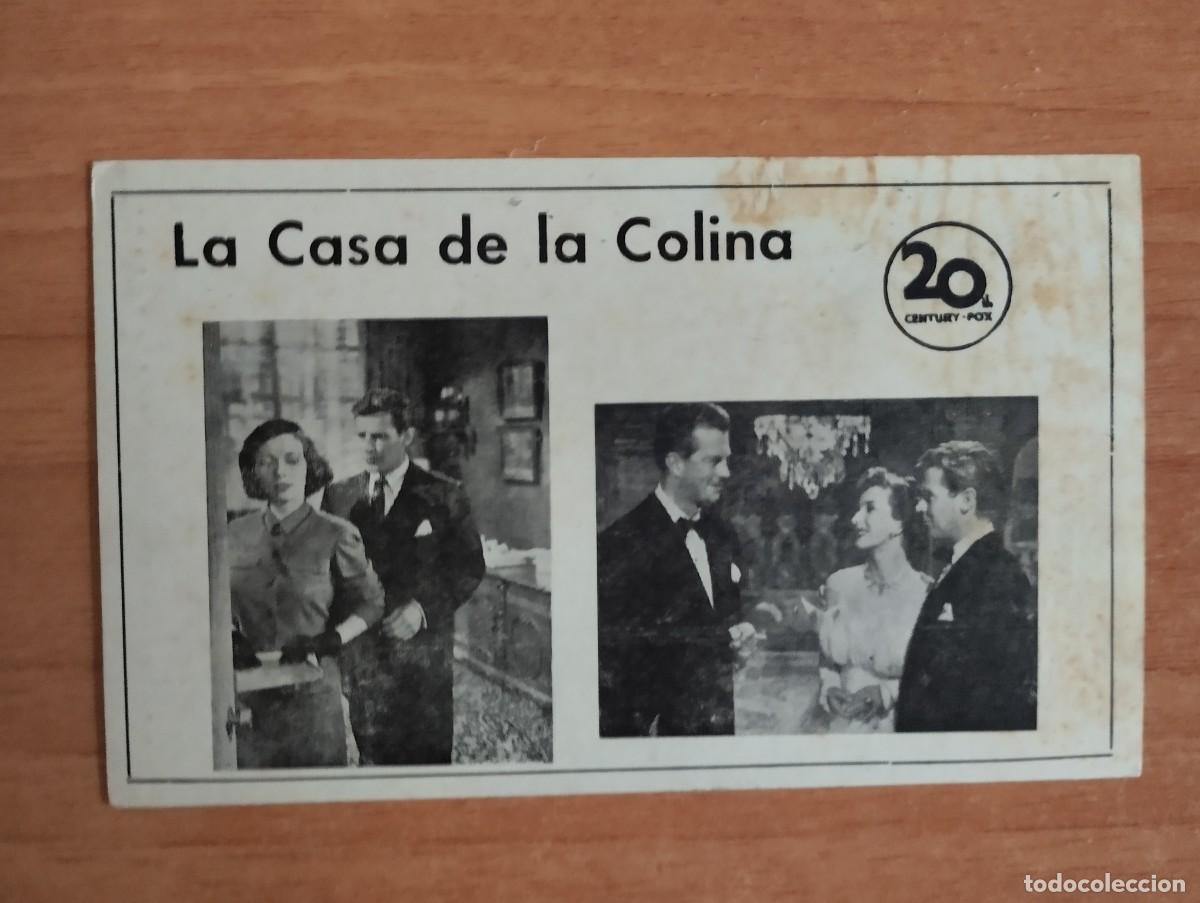 La Casa de la Colina
20th
CENTURY-FOX
todocoleccion